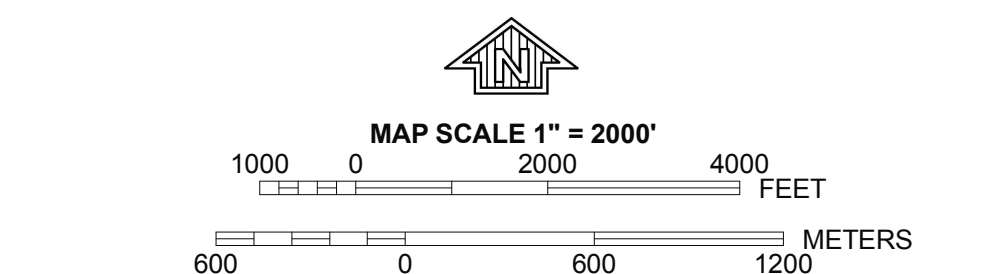 N
MAP SCALE 1" = 2000'
1000 0 2000 4000
FEET
METERS
600 0 600 1200